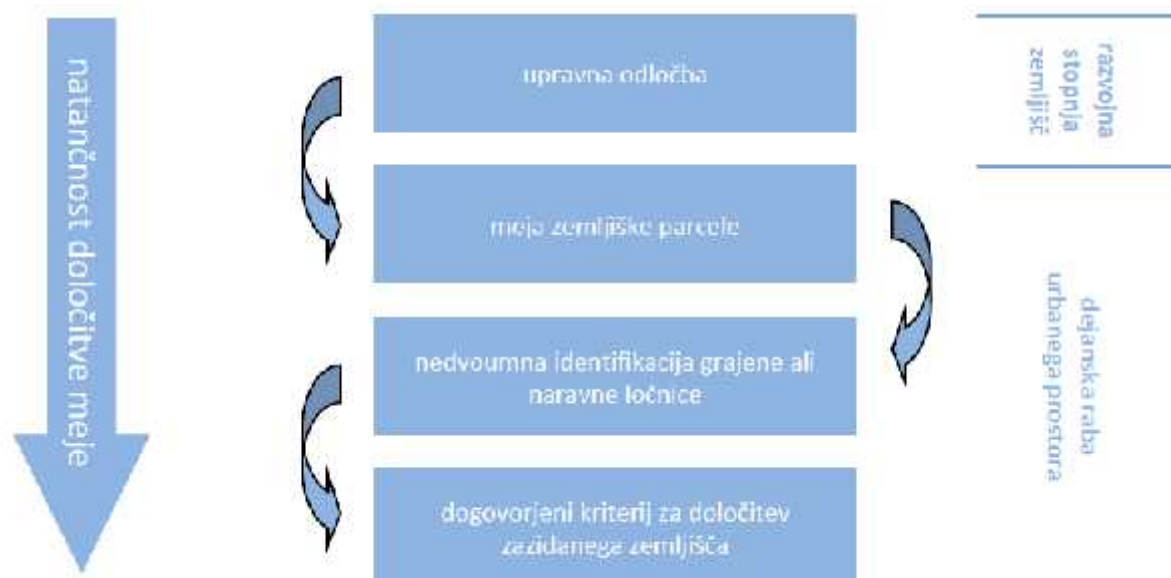 natančnost določitve meje
upravna odločba
meja zemljiške parcele
nedvoumna identifikacija grajene ali
naravne ločnice
dogovorjeni kriterij za določitev
zazidanega zemljišča
razvojna
stopnja
zemljišč
dejanska raba
urbanega prostora